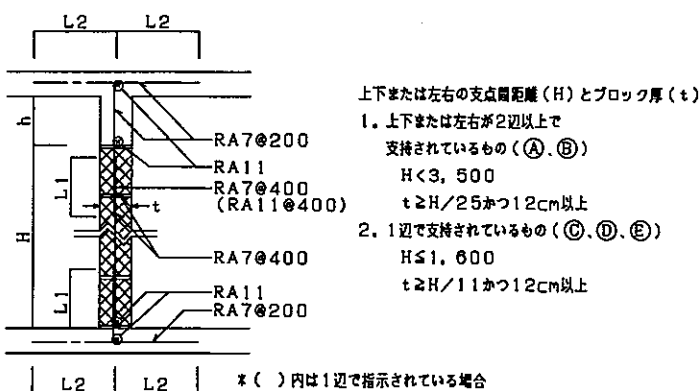 L2 L2
h
H
L1
L1
t
RA7@200
RA11
RA7@400
(RA11@400)
RA7@400
RA11
RA7@200
L2 L2
上下または左右の支点間距離(H)とブロック厚(t)
1. 上下または左右が2辺以上で
支持されているもの(Ⓐ、Ⓑ)
H<3,500
t≧H/25かつ12cm以上
2. 1辺で支持されているもの(Ⓒ、Ⓓ、Ⓔ)
H≦1,600
t≧H/11かつ12cm以上
*( )内は1辺で指示されている場合